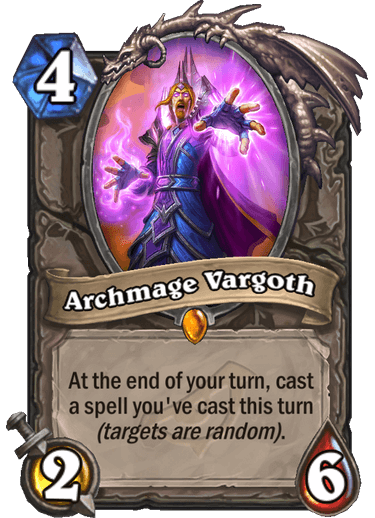 4
Archmage Vargoth
At the end of your turn, cast
a spell you've cast this turn
(targets are random).
2
6